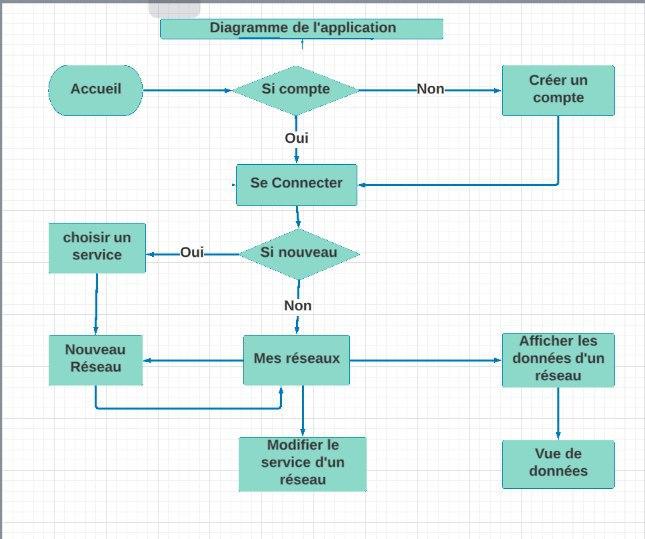 Diagramme de l'application
Accueil
Si compte
Non
Créer un
compte
Oui
Se Connecter
choisir un
service
Oui
Si nouveau
Non
Nouveau
Réseau
Mes réseaux
Afficher les
données d'un
réseau
Modifier le
service d'un
réseau
Vue de
données